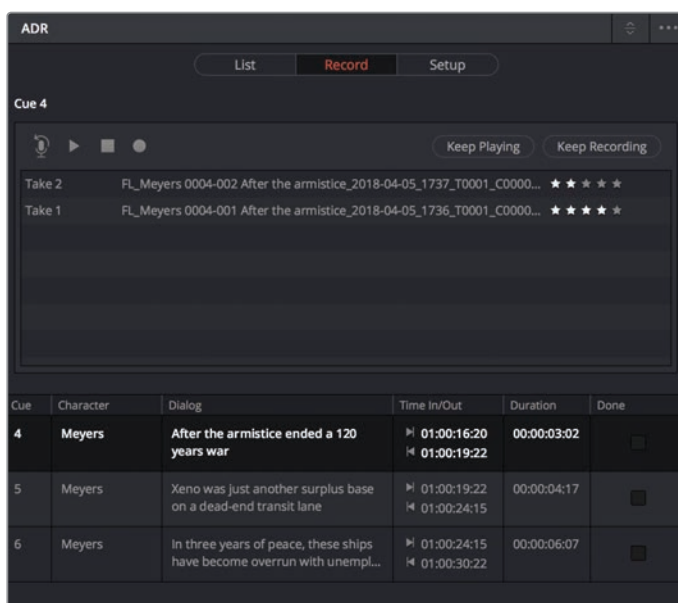 ADR
List Record Setup
Cue 4
Keep Playing Keep Recording
Take 2 FL_Meyers 0004-002 After the armistice_2018-04-05_1737_T0001_C0000...
Take 1 FL_Meyers 0004-001 After the armistice_2018-04-05_1736_T0001_C0000...
Cue Character Dialog Time In/Out Duration Done
4 Meyers After the armistice ended a 120 01:00:16:20 00:00:03:02
years war 01:00:19:22
5 Meyers Xeno was just another surplus base 01:00:19:22 00:00:04:17
on a dead-end transit lane 01:00:24:15
6 Meyers In three years of peace, these ships 01:00:24:15 00:00:06:07
have become overrun with unempl... 01:00:30:22